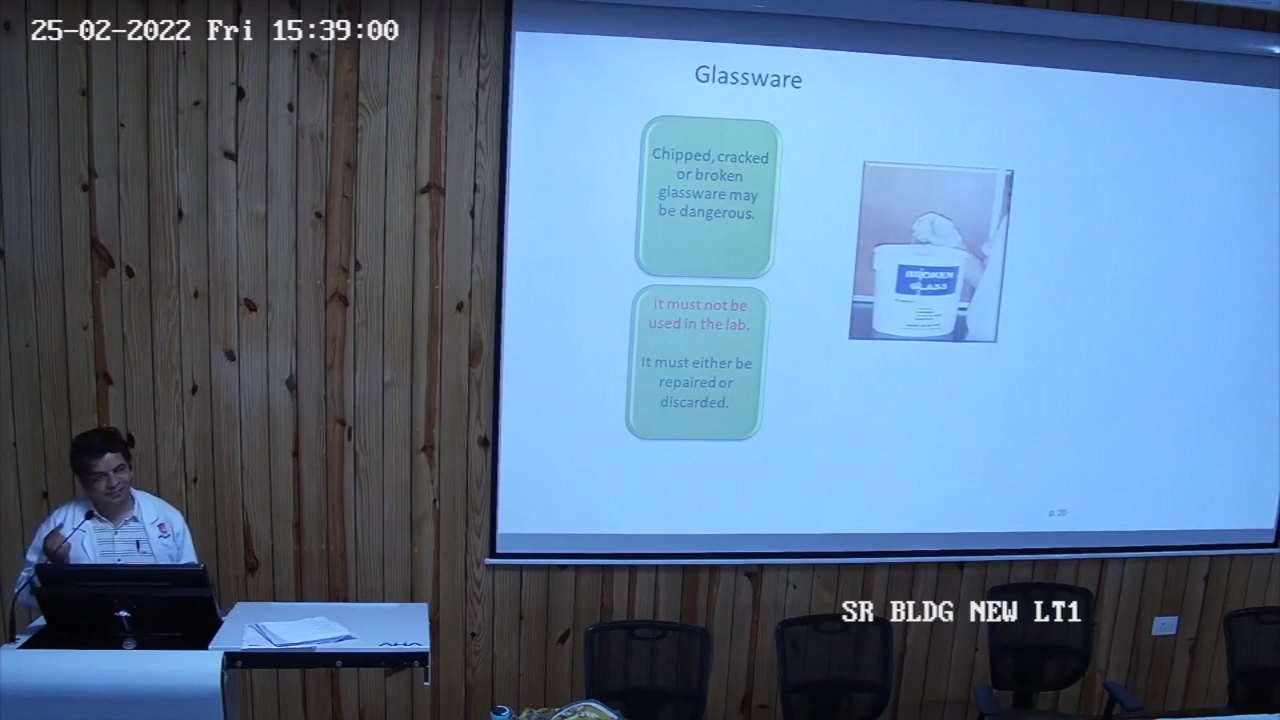 25-02-2022 Fri 15:39:00
Glassware
Chipped, cracked
or broken
glassware may
be dangerous.
It must not be
used in the lab.
It must either be
repaired or
discarded.
BROKEN
GLASS
p 20
SR BLDG NEW LT1